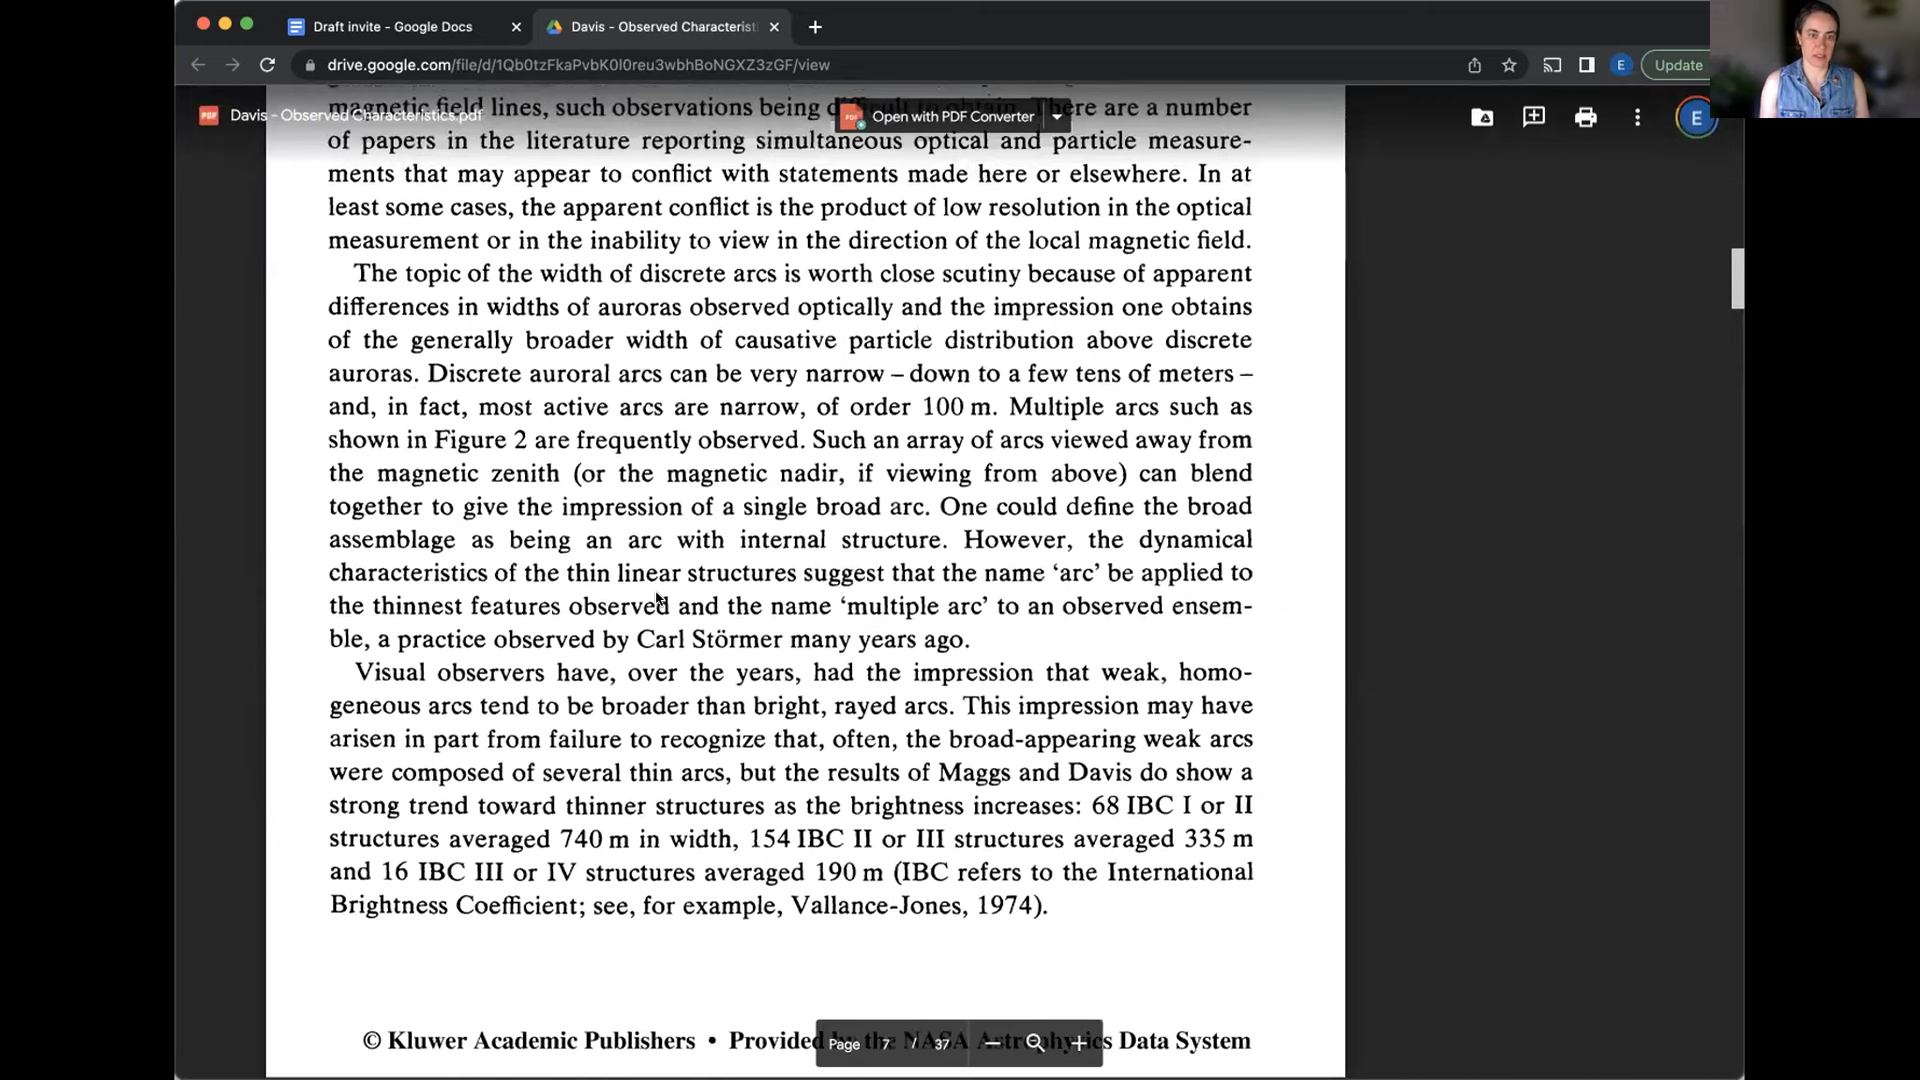 Draft invite - Google Docs
Davis - Observed Characterist
drive.google.com/file/d/1Qb0tzFkaPvbK0l0reu3wbhBoNGXZ3zGF/view
E
Update
PDF
Davis - Observed Characteristics.pdf
Open with PDF Converter
E
magnetic field lines, such observations being difficult to obtain. There are a number
of papers in the literature reporting simultaneous optical and particle measure-
ments that may appear to conflict with statements made here or elsewhere. In at
least some cases, the apparent conflict is the product of low resolution in the optical
measurement or in the inability to view in the direction of the local magnetic field.
The topic of the width of discrete arcs is worth close scutiny because of apparent
differences in widths of auroras observed optically and the impression one obtains
of the generally broader width of causative particle distribution above discrete
auroras. Discrete auroral arcs can be very narrow – down to a few tens of meters –
and, in fact, most active arcs are narrow, of order 100 m. Multiple arcs such as
shown in Figure 2 are frequently observed. Such an array of arcs viewed away from
the magnetic zenith (or the magnetic nadir, if viewing from above) can blend
together to give the impression of a single broad arc. One could define the broad
assemblage as being an arc with internal structure. However, the dynamical
characteristics of the thin linear structures suggest that the name ‘arc’ be applied to
the thinnest features observed and the name ‘multiple arc’ to an observed ensem-
ble, a practice observed by Carl Störmer many years ago.
Visual observers have, over the years, had the impression that weak, homo-
geneous arcs tend to be broader than bright, rayed arcs. This impression may have
arisen in part from failure to recognize that, often, the broad-appearing weak arcs
were composed of several thin arcs, but the results of Maggs and Davis do show a
strong trend toward thinner structures as the brightness increases: 68 IBC I or II
structures averaged 740 m in width, 154 IBC II or III structures averaged 335 m
and 16 IBC III or IV structures averaged 190 m (IBC refers to the International
Brightness Coefficient; see, for example, Vallance-Jones, 1974).
© Kluwer Academic Publishers • Provided by the NASA Astrophysics Data System
Page 7 / 37